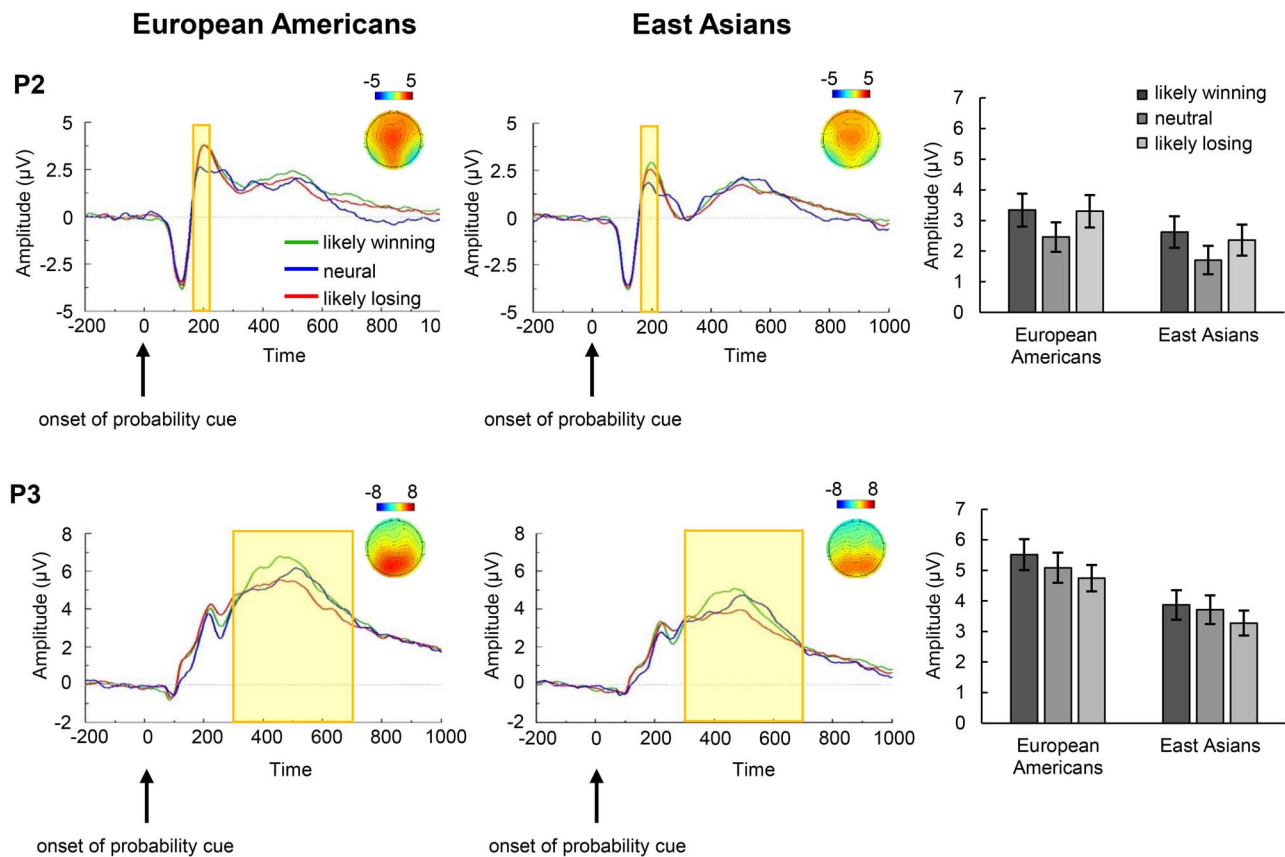 European Americans
East Asians
P2
-5 5
5
2.5
0
-2.5
-5
Amplitude (µV)
likely winning
neural
likely losing
-200 0 200 400 600 800 10
Time
onset of probability cue
-5 5
5
2.5
0
-2.5
-5
Amplitude (µV)
-200 0 200 400 600 800 1000
Time
onset of probability cue
7
6
5
4
3
2
1
0
Amplitude (µV)
likely winning
neutral
likely losing
European
Americans
East Asians
P3
-8 8
8
6
4
2
0
-2
Amplitude (µV)
-200 0 200 400 600 800 1000
Time
onset of probability cue
-8 8
8
6
4
2
0
-2
Amplitude (µV)
-200 0 200 400 600 800 1000
Time
onset of probability cue
7
6
5
4
3
2
1
0
Amplitude (µV)
European
Americans
East Asians